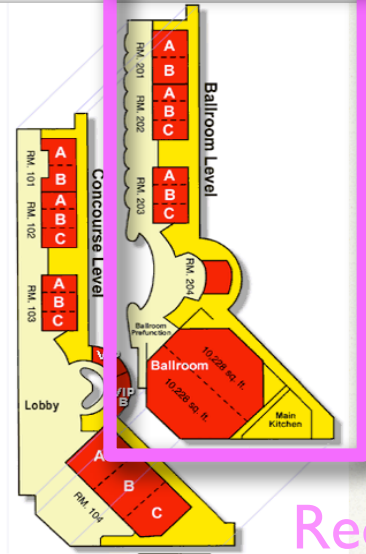 A
B
RM. 201
A
B
C
RM. 202
Ballroom Level
A
B
RM. 101
Concourse Level
A
B
C
RM. 102
A
B
C
RM. 203
RM. 204
A
B
C
RM. 103
Ballroom
Prefunction
VIP
B
Ballroom
10,228 sq. ft.
10,226 sq. ft.
Lobby
Main
Kitchen
A
B
C
RM. 104